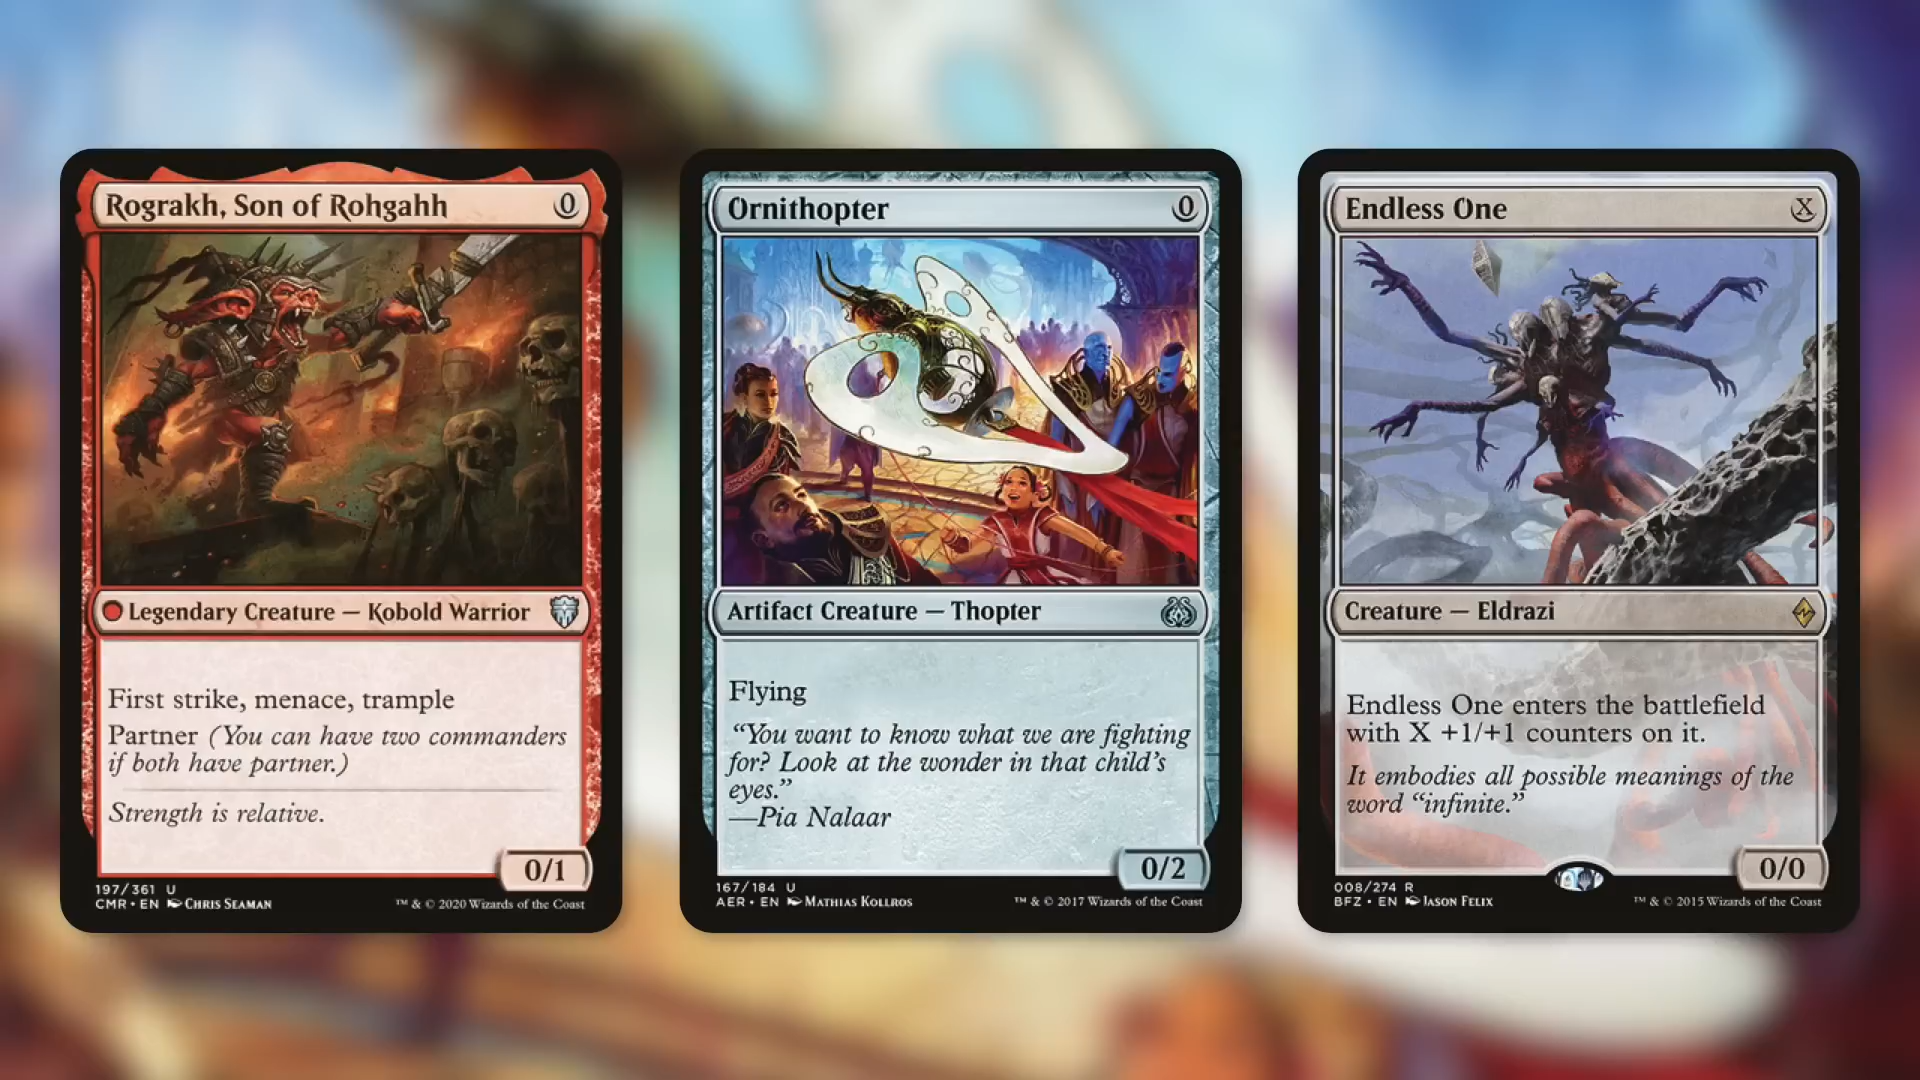 Rograkh, Son of Rohgahh
0
Legendary Creature — Kobold Warrior
First strike, menace, trample
Partner (You can have two commanders
if both have partner.)
Strength is relative.
0/1
197/361 U
CMR • EN Chris Seaman
™ & © 2020 Wizards of the Coast
Ornithopter
0
Artifact Creature — Thopter
Flying
“You want to know what we are fighting
for? Look at the wonder in that child’s
eyes.”
—Pia Nalaar
0/2
167/184 U
AER • EN Mathias Kollros
™ & © 2017 Wizards of the Coast
Endless One
X
Creature — Eldrazi
Endless One enters the battlefield
with X +1/+1 counters on it.
It embodies all possible meanings of the
word “infinite.”
0/0
008/274 R
BFZ • EN Jason Felix
™ & © 2015 Wizards of the Coast